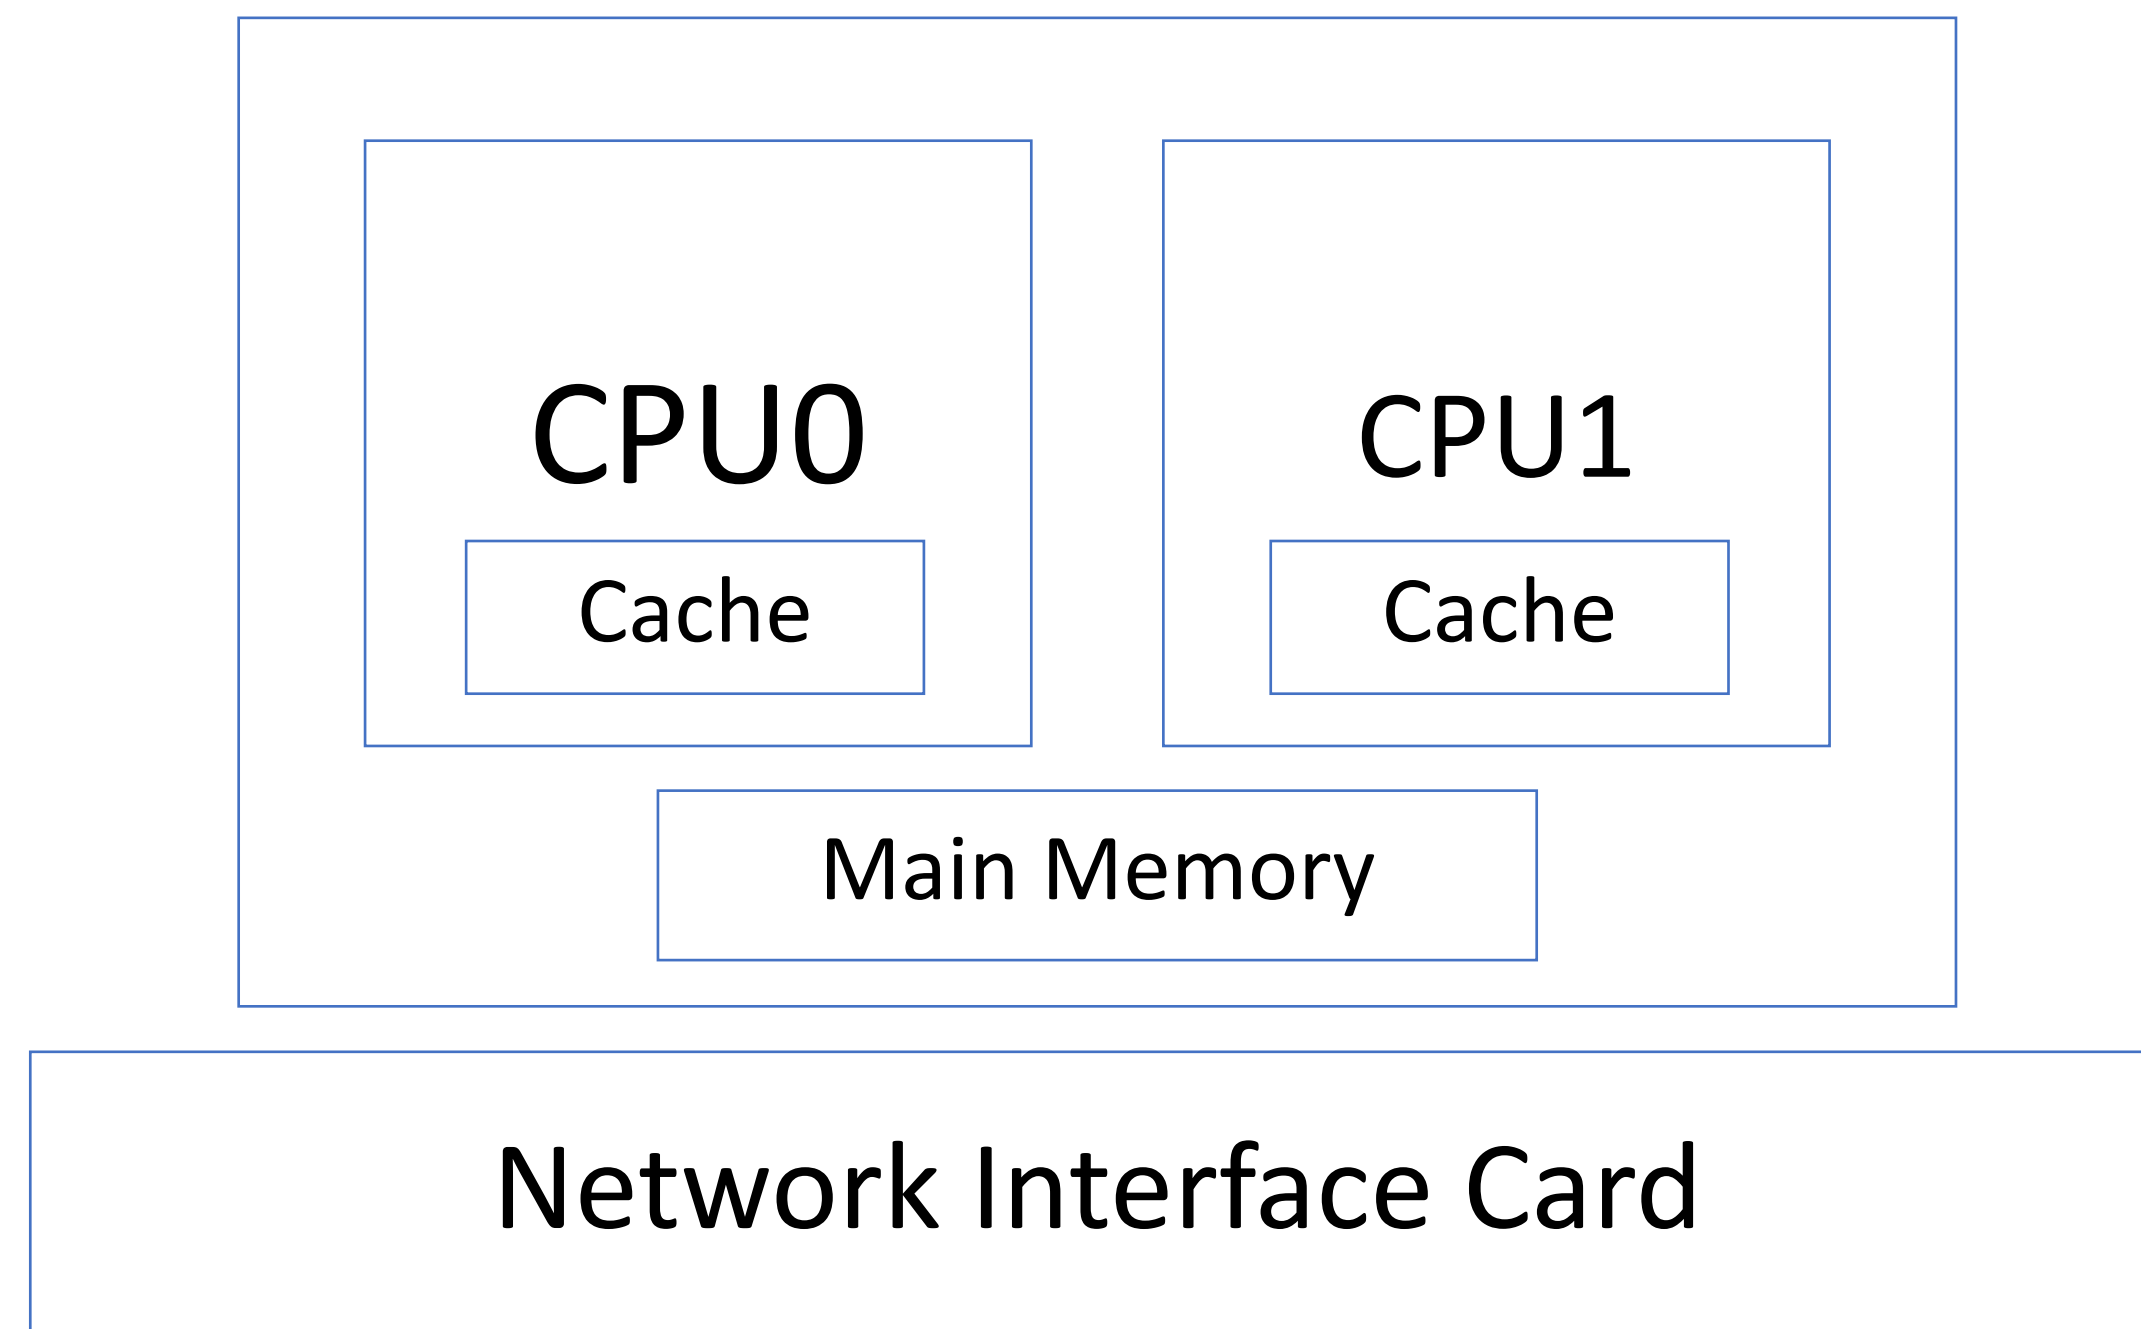 CPU0
CPU1
Cache
Cache
Main Memory
Network Interface Card